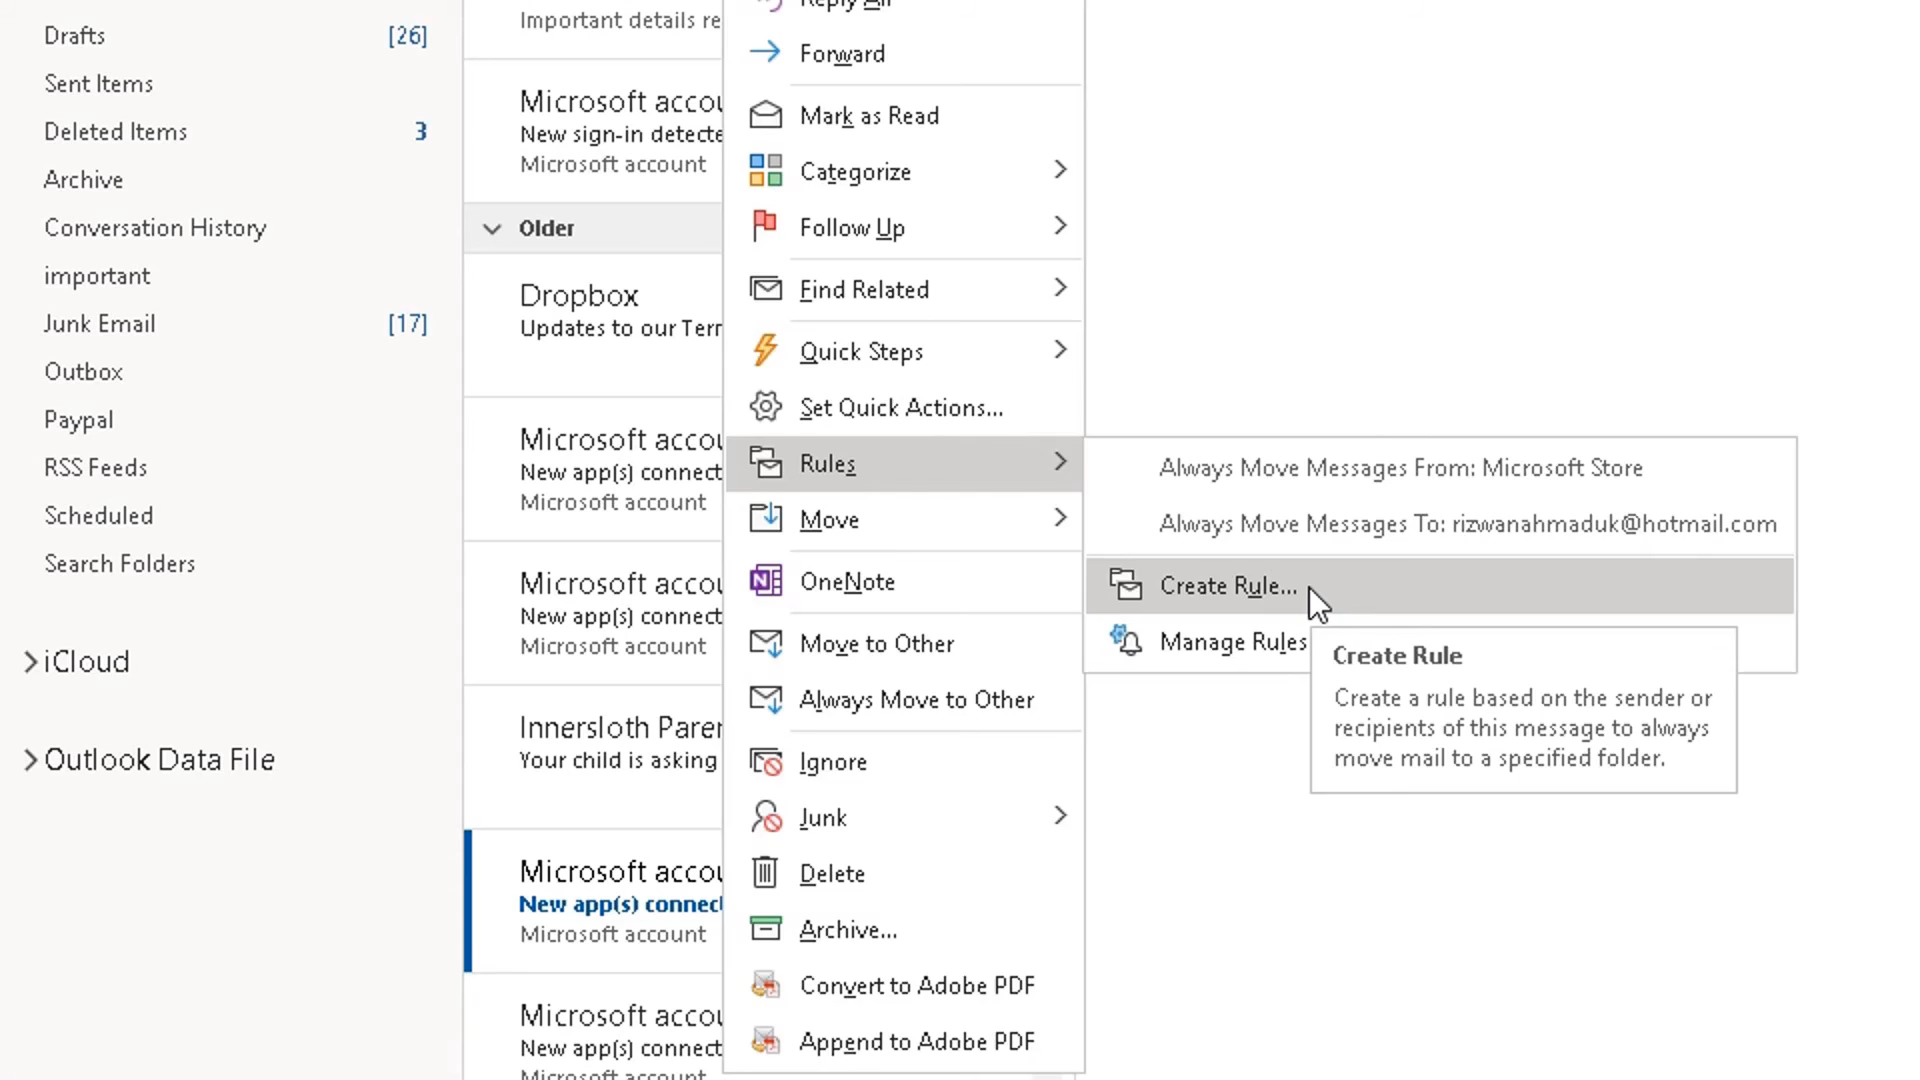 Drafts [26]
Sent Items
Deleted Items 3
Archive
Conversation History
important
Junk Email [17]
Outbox
Paypal
RSS Feeds
Scheduled
Search Folders
iCloud
Outlook Data File
Important details re
Microsoft accou
New sign-in detecte
Microsoft account
Older
Dropbox
Updates to our Terr
Microsoft accou
New app(s) connect
Microsoft account
Microsoft accou
New app(s) connect
Microsoft account
Innersloth Parer
Your child is asking
Microsoft accou
New app(s) connect
Microsoft account
Microsoft accou
New app(s) connect
Microsoft account
Reply All
Forward
Mark as Read
Categorize
Follow Up
Find Related
Quick Steps
Set Quick Actions...
Rules
Move
OneNote
Move to Other
Always Move to Other
Ignore
Junk
Delete
Archive...
Convert to Adobe PDF
Append to Adobe PDF
Always Move Messages From: Microsoft Store
Always Move Messages To: rizwanahmaduk@hotmail.com
Create Rule...
Manage Rules
Create Rule
Create a rule based on the sender or
recipients of this message to always
move mail to a specified folder.